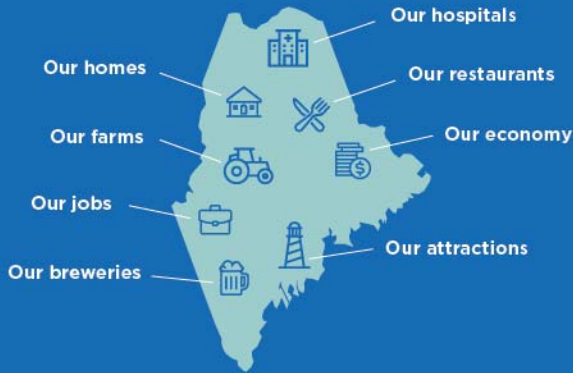 Our hospitals
Our homes
Our restaurants
Our farms
Our economy
Our jobs
Our attractions
Our breweries